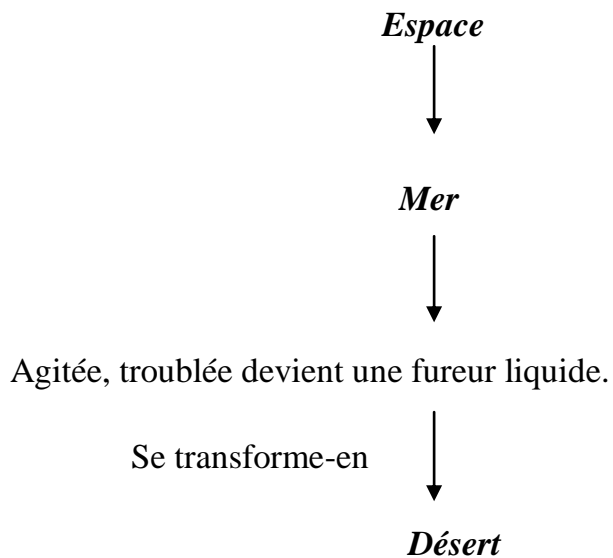 Espace
Mer
Agitée, troublée devient une fureur liquide.
Se transforme-en
Désert